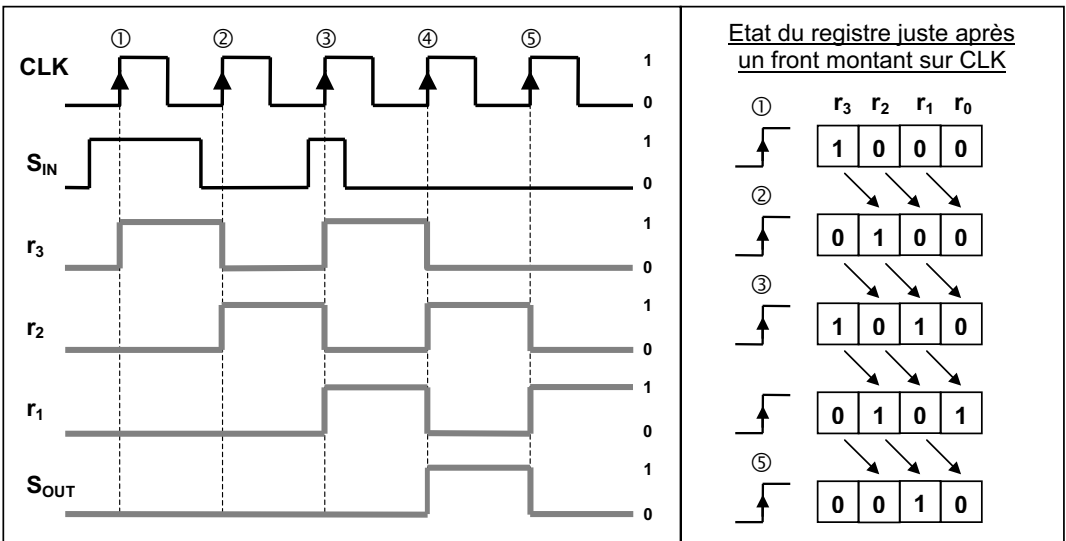 ① ② ③ ④ ⑤
CLK
1
0
S_IN
1
0
r₃
1
0
r₂
1
0
r₁
1
0
S_OUT
1
0
Etat du registre juste après
un front montant sur CLK
① r₃ r₂ r₁ r₀
1 0 0 0
②
0 1 0 0
③
1 0 1 0
0 1 0 1
⑤
0 0 1 0